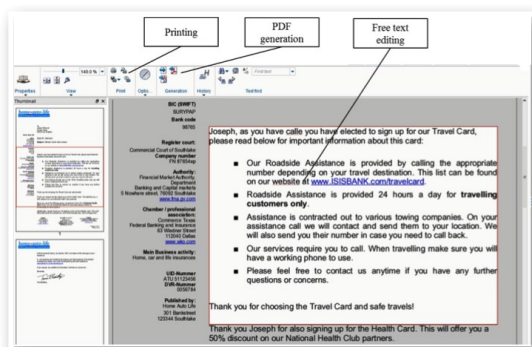 Printing
PDF
generation
Free text
editing
140.0 %
Find text
Properties
View
Print
Optio...
Generation
History
Text find
Thumbnail
BIC (SWIFT)
SURYPAP
Bank code
98765
Register court:
Commercial Court of Southlake
Company number
FN 87654wp
Authority:
Financial Market Authority,
Department
Banking and Capital markets
5 Nowhere street, 76092 Southlake
www.fma.gv.com
Chamber / professional
association:
Commerce Texas
Federal Banking and Insurance
63 Wiedner Street
112040 Dallas
www.wko.com
Main Business activity:
Home, car and life insurances
UID-Nummer
ATU 51123456
DVR-Nummer
0056784
Published by:
Home Auto Life
301 Bankstreet
123344 Southlake
Joseph, as you have calle you have elected to sign up for our Travel Card,
please read below for important information about this card:
■ Our Roadside Assistance is provided by calling the appropriate
number depending on your travel destination. This list can be found
on our website at www.ISISBANK.com/travelcard.
■ Roadside Assistance is provided 24 hours a day for travelling
customers only.
■ Assistance is contracted out to various towing companies. On your
assistance call we will contact and send them to your location. We
will also send you their number in case you need to call back.
■ Our services require you to call. When travelling make sure you will
have a working phone to use.
■ Please feel free to contact us anytime if you have any further
questions or concerns.
Thank you for choosing the Travel Card and safe travels!
Thank you Joseph for also signing up for the Health Card. This will offer you a
50% discount on our National Health Club partners.